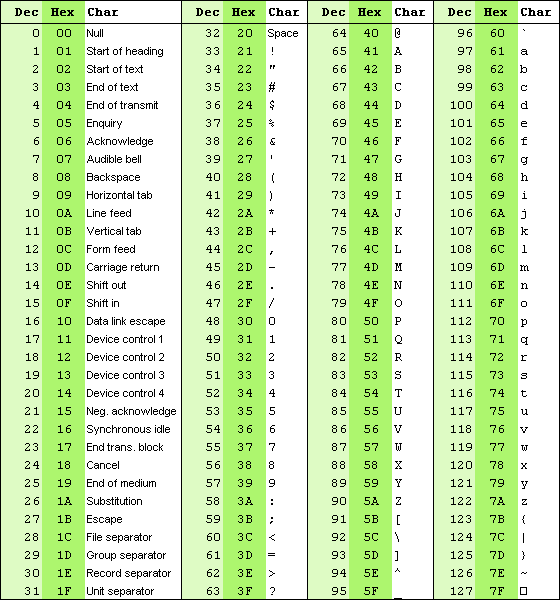 Dec Hex Char Dec Hex Char Dec Hex Char Dec Hex Char
0 00 Null 32 20 Space 64 40 @ 96 60 `
1 01 Start of heading 33 21 ! 65 41 A 97 61 a
2 02 Start of text 34 22 " 66 42 B 98 62 b
3 03 End of text 35 23 # 67 43 C 99 63 c
4 04 End of transmit 36 24 $ 68 44 D 100 64 d
5 05 Enquiry 37 25 % 69 45 E 101 65 e
6 06 Acknowledge 38 26 & 70 46 F 102 66 f
7 07 Audible bell 39 27 ' 71 47 G 103 67 g
8 08 Backspace 40 28 ( 72 48 H 104 68 h
9 09 Horizontal tab 41 29 ) 73 49 I 105 69 i
10 0A Line feed 42 2A * 74 4A J 106 6A j
11 0B Vertical tab 43 2B + 75 4B K 107 6B k
12 0C Form feed 44 2C , 76 4C L 108 6C l
13 0D Carriage return 45 2D - 77 4D M 109 6D m
14 0E Shift out 46 2E . 78 4E N 110 6E n
15 0F Shift in 47 2F / 79 4F O 111 6F o
16 10 Data link escape 48 30 0 80 50 P 112 70 p
17 11 Device control 1 49 31 1 81 51 Q 113 71 q
18 12 Device control 2 50 32 2 82 52 R 114 72 r
19 13 Device control 3 51 33 3 83 53 S 115 73 s
20 14 Device control 4 52 34 4 84 54 T 116 74 t
21 15 Neg. acknowledge 53 35 5 85 55 U 117 75 u
22 16 Synchronous idle 54 36 6 86 56 V 118 76 v
23 17 End trans. block 55 37 7 87 57 W 119 77 w
24 18 Cancel 56 38 8 88 58 X 120 78 x
25 19 End of medium 57 39 9 89 59 Y 121 79 y
26 1A Substitution 58 3A : 90 5A Z 122 7A z
27 1B Escape 59 3B ; 91 5B [ 123 7B {
28 1C File separator 60 3C < 92 5C \ 124 7C |
29 1D Group separator 61 3D = 93 5D ] 125 7D }
30 1E Record separator 62 3E > 94 5E ^ 126 7E ~
31 1F Unit separator 63 3F ? 95 5F _ 127 7F □